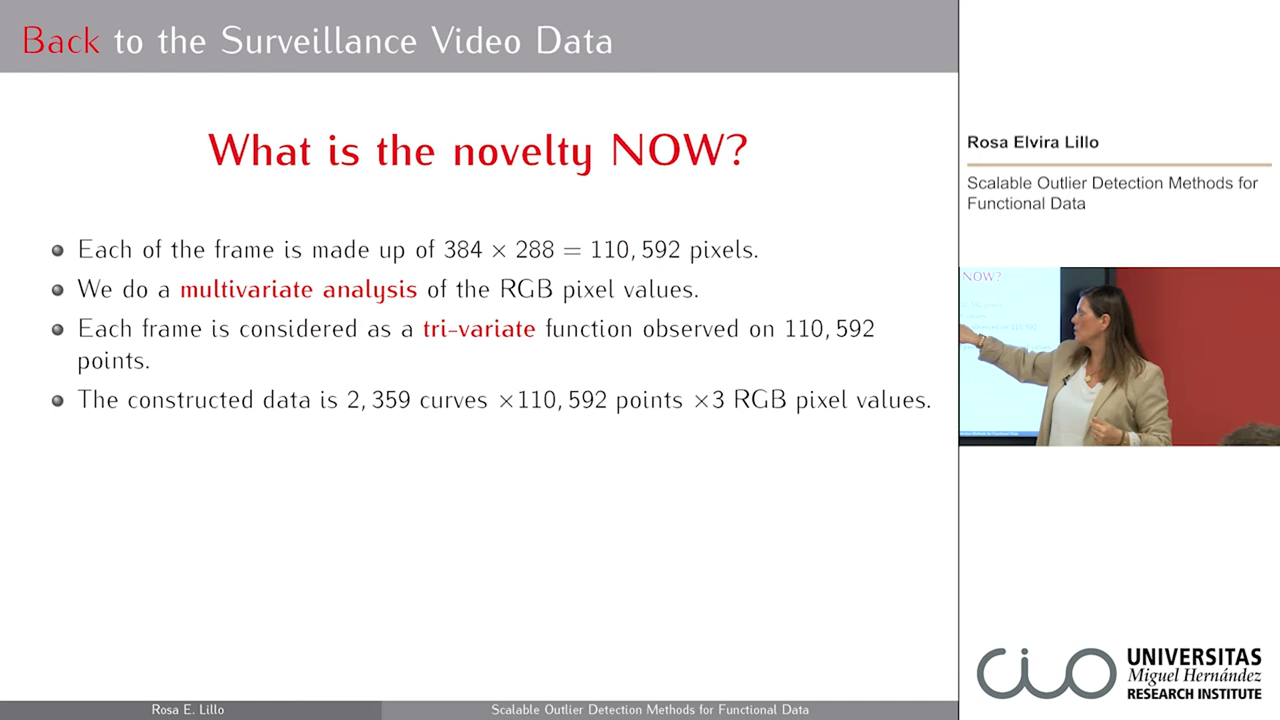 Back to the Surveillance Video Data
What is the novelty NOW?
Each of the frame is made up of 384 × 288 = 110, 592 pixels.
We do a multivariate analysis of the RGB pixel values.
Each frame is considered as a tri-variate function observed on 110, 592
points.
The constructed data is 2, 359 curves ×110, 592 points ×3 RGB pixel values.
Rosa E. Lillo
Scalable Outlier Detection Methods for Functional Data
Rosa Elvira Lillo
Scalable Outlier Detection Methods for
Functional Data
NOW?
cio
UNIVERSITAS
Miguel Hernández
RESEARCH INSTITUTE